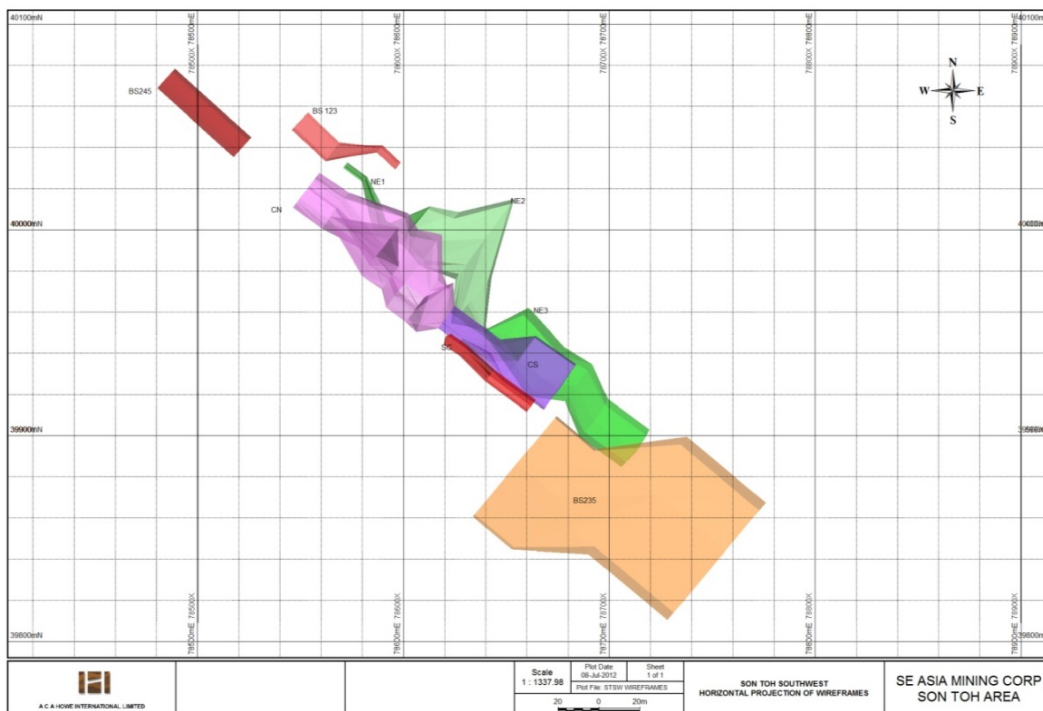 40100mN
78500mE
78500X
78600mE
78600X
78700mE
78700X
78800mE
78800X
78900mE
78900X
40100mN
N
W E
S
BS245
BS 123
NE1
CN
NE2
40000mN
40000mN
NE3
CS
39900mN
BS235
78500mE
78500X
78600mE
78600X
78700mE
78700X
78800mE
78800X
78900mE
78900X
39800mN
39800mN
A C A HOWE INTERNATIONAL LIMITED
Scale
1 : 1337.98
Plot Date
08-Jul-2012
Sheet
1 of 1
Plot File: STSW WIREFRAMES
20 0 20m
SON TOH SOUTHWEST
HORIZONTAL PROJECTION OF WIREFRAMES
SE ASIA MINING CORP
SON TOH AREA